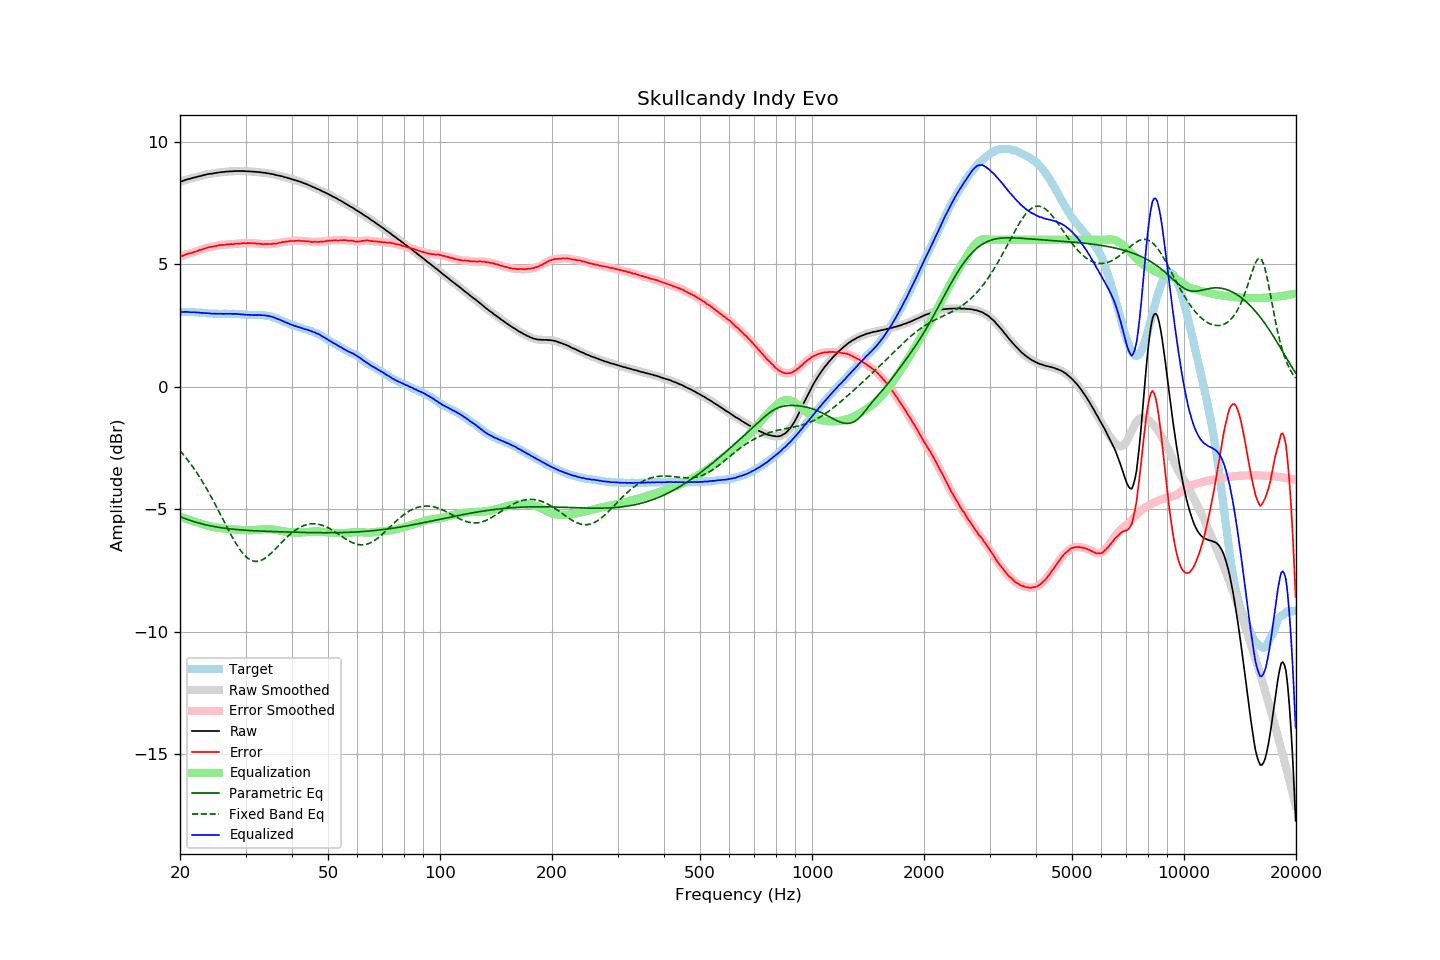 Skullcandy Indy Evo
Amplitude (dBr)
10
5
0
−5
−10
−15
Target
Raw Smoothed
Error Smoothed
Raw
Error
Equalization
Parametric Eq
Fixed Band Eq
Equalized
20 50 100 200 500 1000 2000 5000 10000 20000
Frequency (Hz)